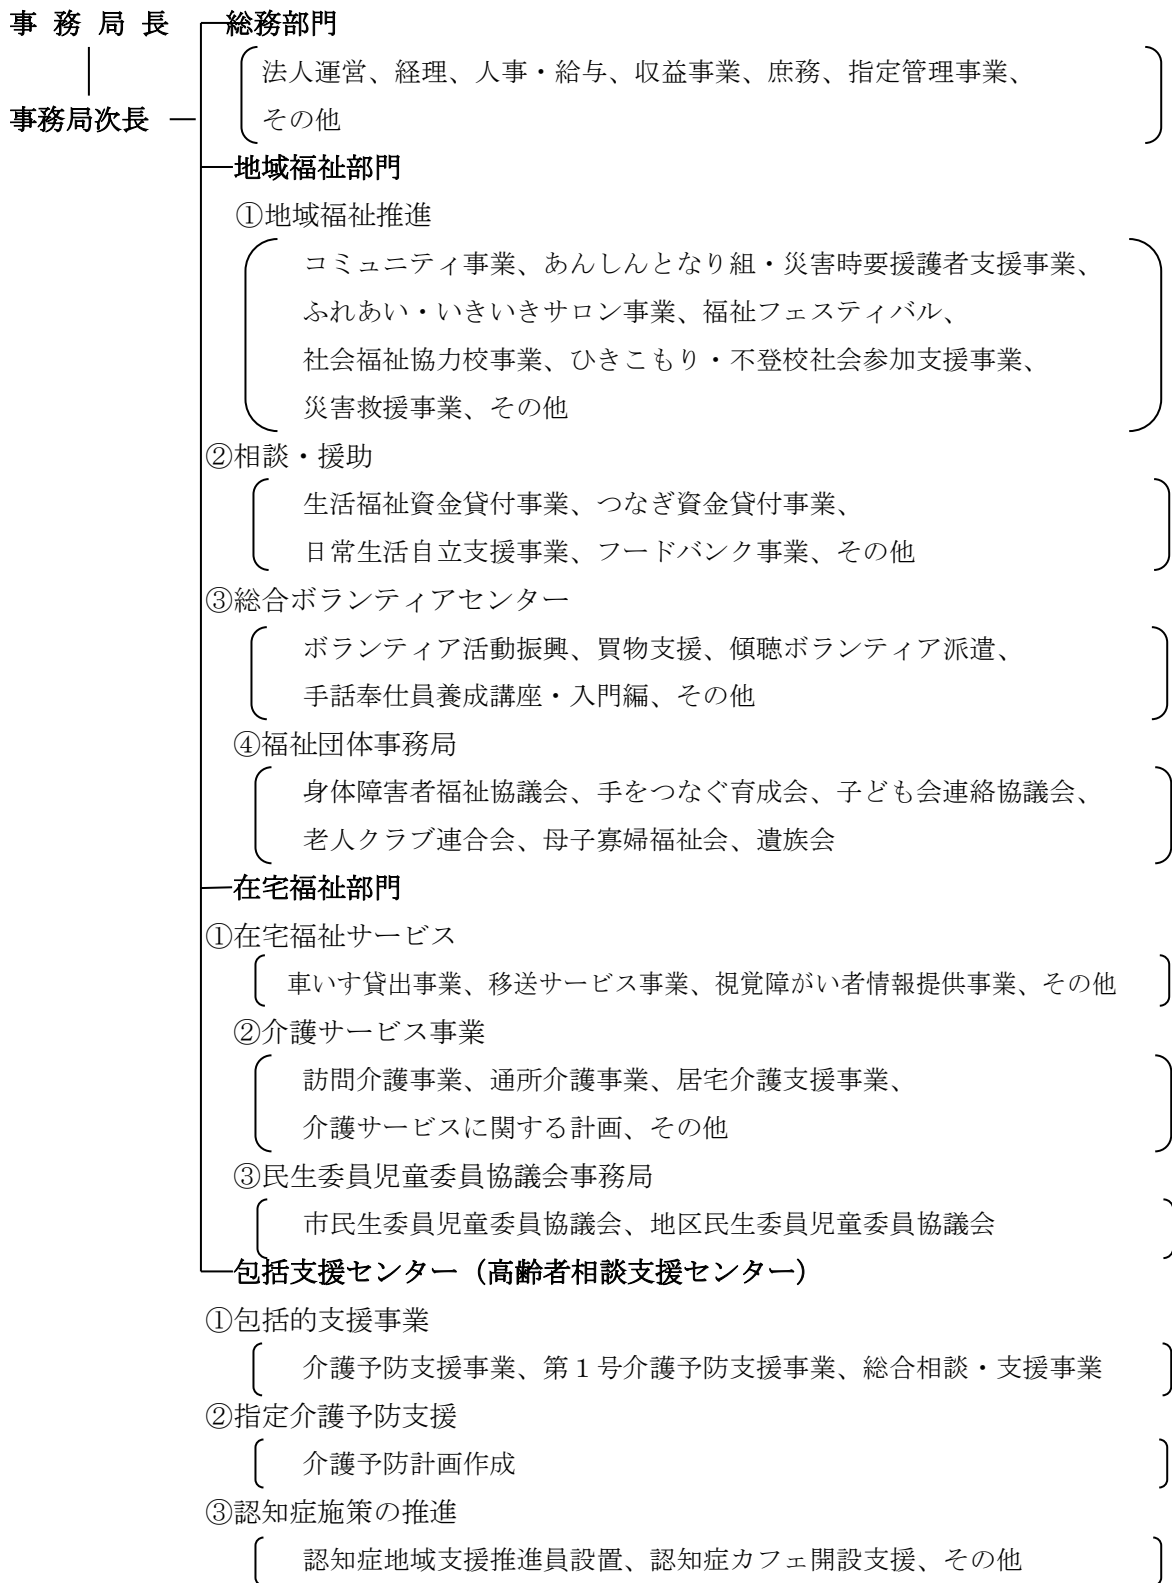 事 務 局 長
総務部門
法人運営、経理、人事・給与、収益事業、庶務、指定管理事業、
その他
事務局次長
地域福祉部門
①地域福祉推進
コミュニティ事業、あんしんとなり組・災害時要援護者支援事業、
ふれあい・いきいきサロン事業、福祉フェスティバル、
社会福祉協力校事業、ひきこもり・不登校社会参加支援事業、
災害救援事業、その他
②相談・援助
生活福祉資金貸付事業、つなぎ資金貸付事業、
日常生活自立支援事業、フードバンク事業、その他
③総合ボランティアセンター
ボランティア活動振興、買物支援、傾聴ボランティア派遣、
手話奉仕員養成講座・入門編、その他
④福祉団体事務局
身体障害者福祉協議会、手をつなぐ育成会、子ども会連絡協議会、
老人クラブ連合会、母子寡婦福祉会、遺族会
在宅福祉部門
①在宅福祉サービス
車いす貸出事業、移送サービス事業、視覚障がい者情報提供事業、その他
②介護サービス事業
訪問介護事業、通所介護事業、居宅介護支援事業、
介護サービスに関する計画、その他
③民生委員児童委員協議会事務局
市民生委員児童委員協議会、地区民生委員児童委員協議会
包括支援センター（高齢者相談支援センター）
①包括的支援事業
介護予防支援事業、第１号介護予防支援事業、総合相談・支援事業
②指定介護予防支援
介護予防計画作成
③認知症施策の推進
認知症地域支援推進員設置、認知症カフェ開設支援、その他